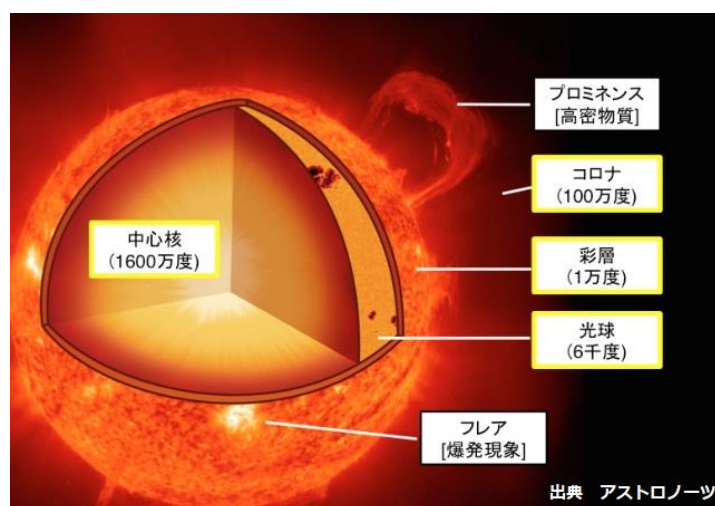 プロミネンス
[高密物質]
コロナ
(100万度)
中心核
(1600万度)
彩層
(1万度)
光球
(6千度)
フレア
[爆発現象]
出典　アストロノーツ